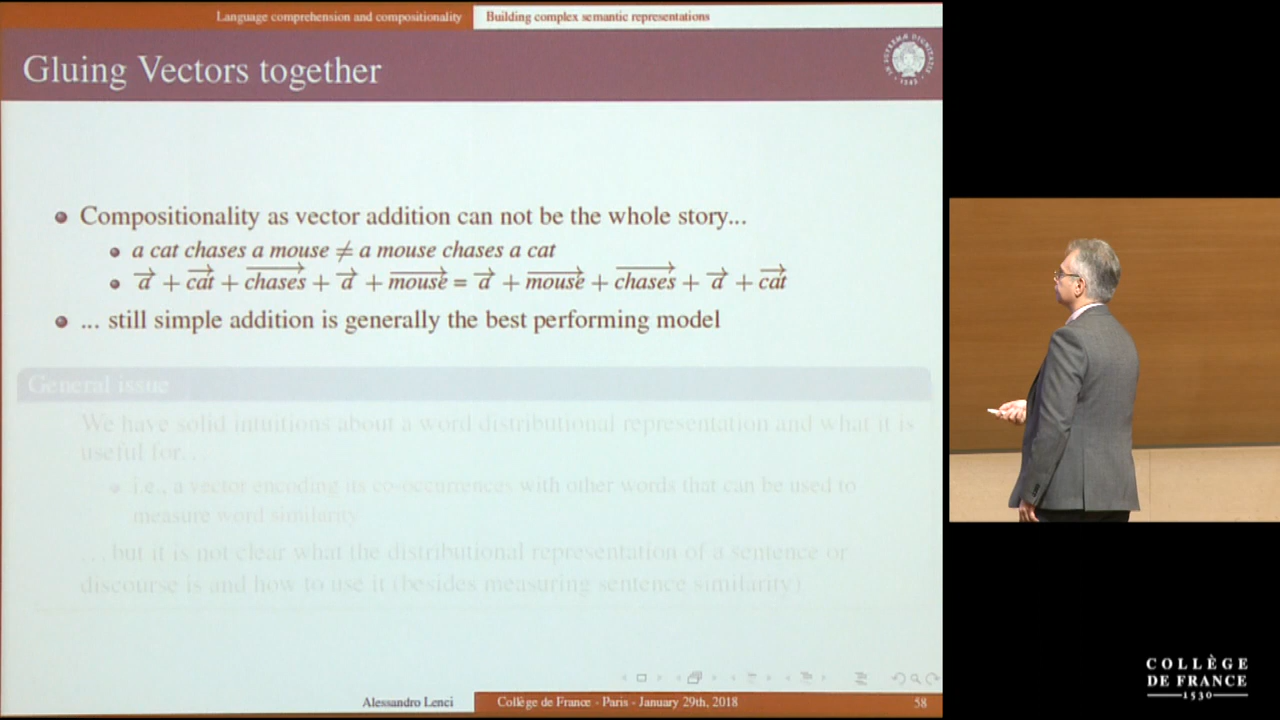 Language comprehension and compositionality Building complex semantic representations
Gluing Vectors together
Compositionality as vector addition can not be the whole story...
a cat chases a mouse ≠ a mouse chases a cat
a⃗ + cat⃗ + chases⃗ + a⃗ + mouse⃗ = a⃗ + mouse⃗ + chases⃗ + a⃗ + cat⃗
... still simple addition is generally the best performing model
General issue
We have solid intuitions about a word distributional representation and what it is
useful for...
i.e., a vector encoding its co-occurrences with other words that can be used to
measure word similarity
...but it is not clear what the distributional representation of a sentence or
discourse is and how to use it (besides measuring sentence similarity)
Alessandro Lenci Collège de France - Paris - January 29th, 2018 58
COLLÈGE
DE FRANCE
1530